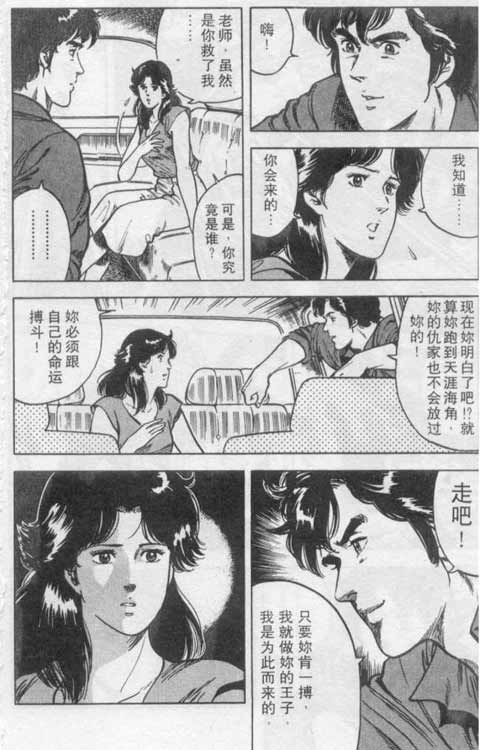 嗨！
我知道……
你会来的…
老师，虽然
是你救了我
……
可是，你究
竟是谁？
…………
现在妳明白了吧!?就
算妳跑到天涯海角，
妳的仇家也不会放过
妳的！
妳必须跟
自己的命运
搏斗！
走吧！
只要妳肯一搏，
我就做妳的王子，
我是为此而来的。